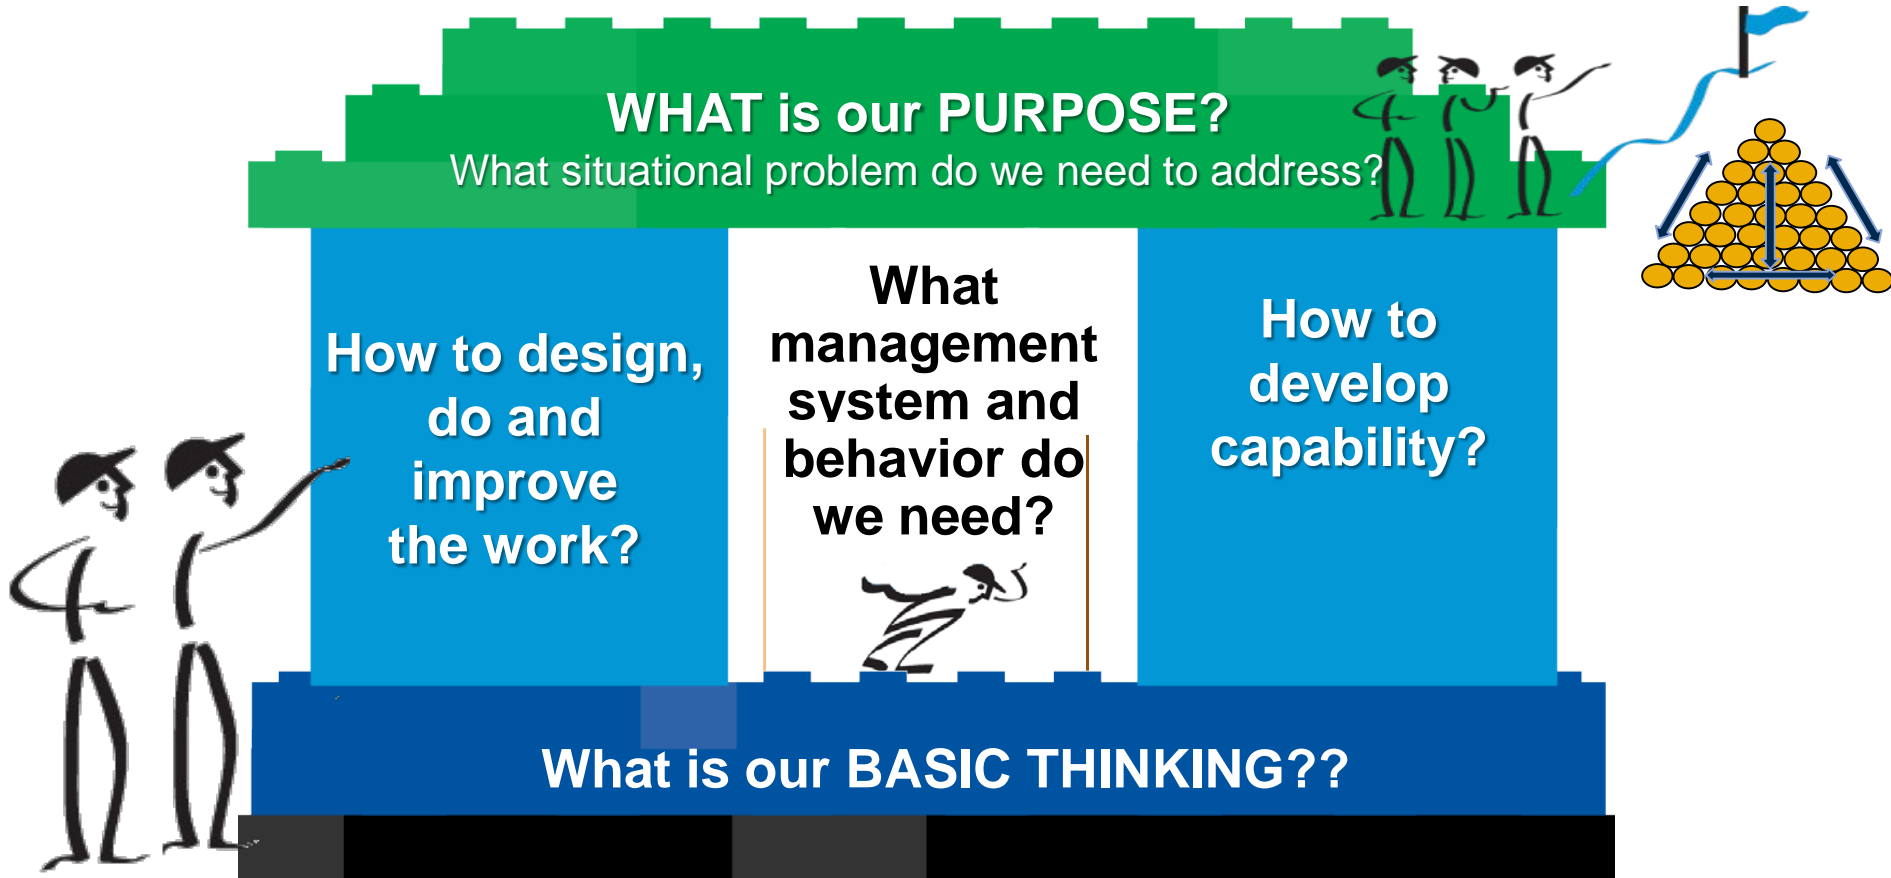 WHAT is our PURPOSE?
What situational problem do we need to address?
How to design,
do and
improve
the work?
What
management
system and
behavior do
we need?
How to
develop
capability?
What is our BASIC THINKING??